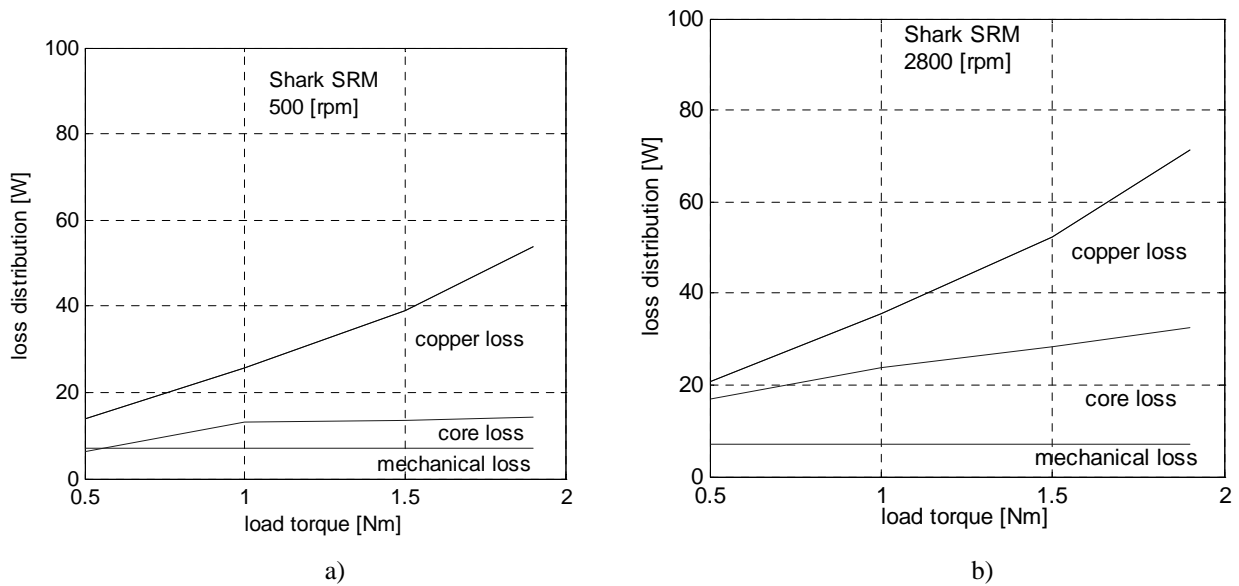 100
80
60
40
20
0
0.5
1
1.5
2
loss distribution [W]
load torque [Nm]
Shark SRM
500 [rpm]
copper loss
core loss
mechanical loss
a)
100
80
60
40
20
0
0.5
1
1.5
2
loss distribution [W]
load torque [Nm]
Shark SRM
2800 [rpm]
copper loss
core loss
mechanical loss
b)